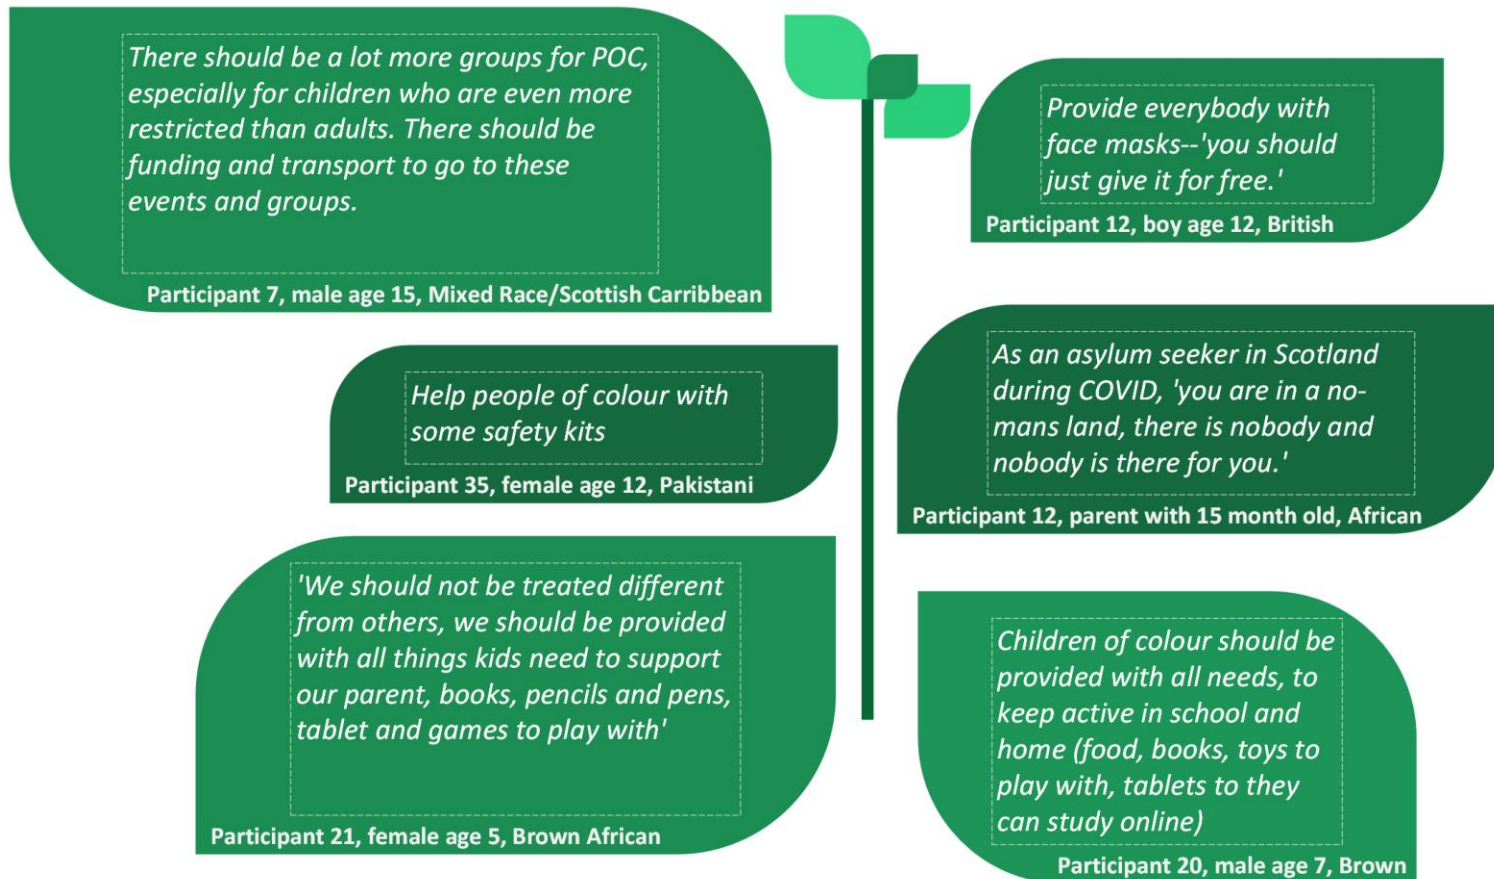 There should be a lot more groups for POC,
especially for children who are even more
restricted than adults. There should be
funding and transport to go to these
events and groups.
Participant 7, male age 15, Mixed Race/Scottish Carribbean
Provide everybody with
face masks--'you should
just give it for free.'
Participant 12, boy age 12, British
Help people of colour with
some safety kits
Participant 35, female age 12, Pakistani
As an asylum seeker in Scotland
during COVID, 'you are in a no-
mans land, there is nobody and
nobody is there for you.'
Participant 12, parent with 15 month old, African
'We should not be treated different
from others, we should be provided
with all things kids need to support
our parent, books, pencils and pens,
tablet and games to play with'
Participant 21, female age 5, Brown African
Children of colour should be
provided with all needs, to
keep active in school and
home (food, books, toys to
play with, tablets to they
can study online)
Participant 20, male age 7, Brown